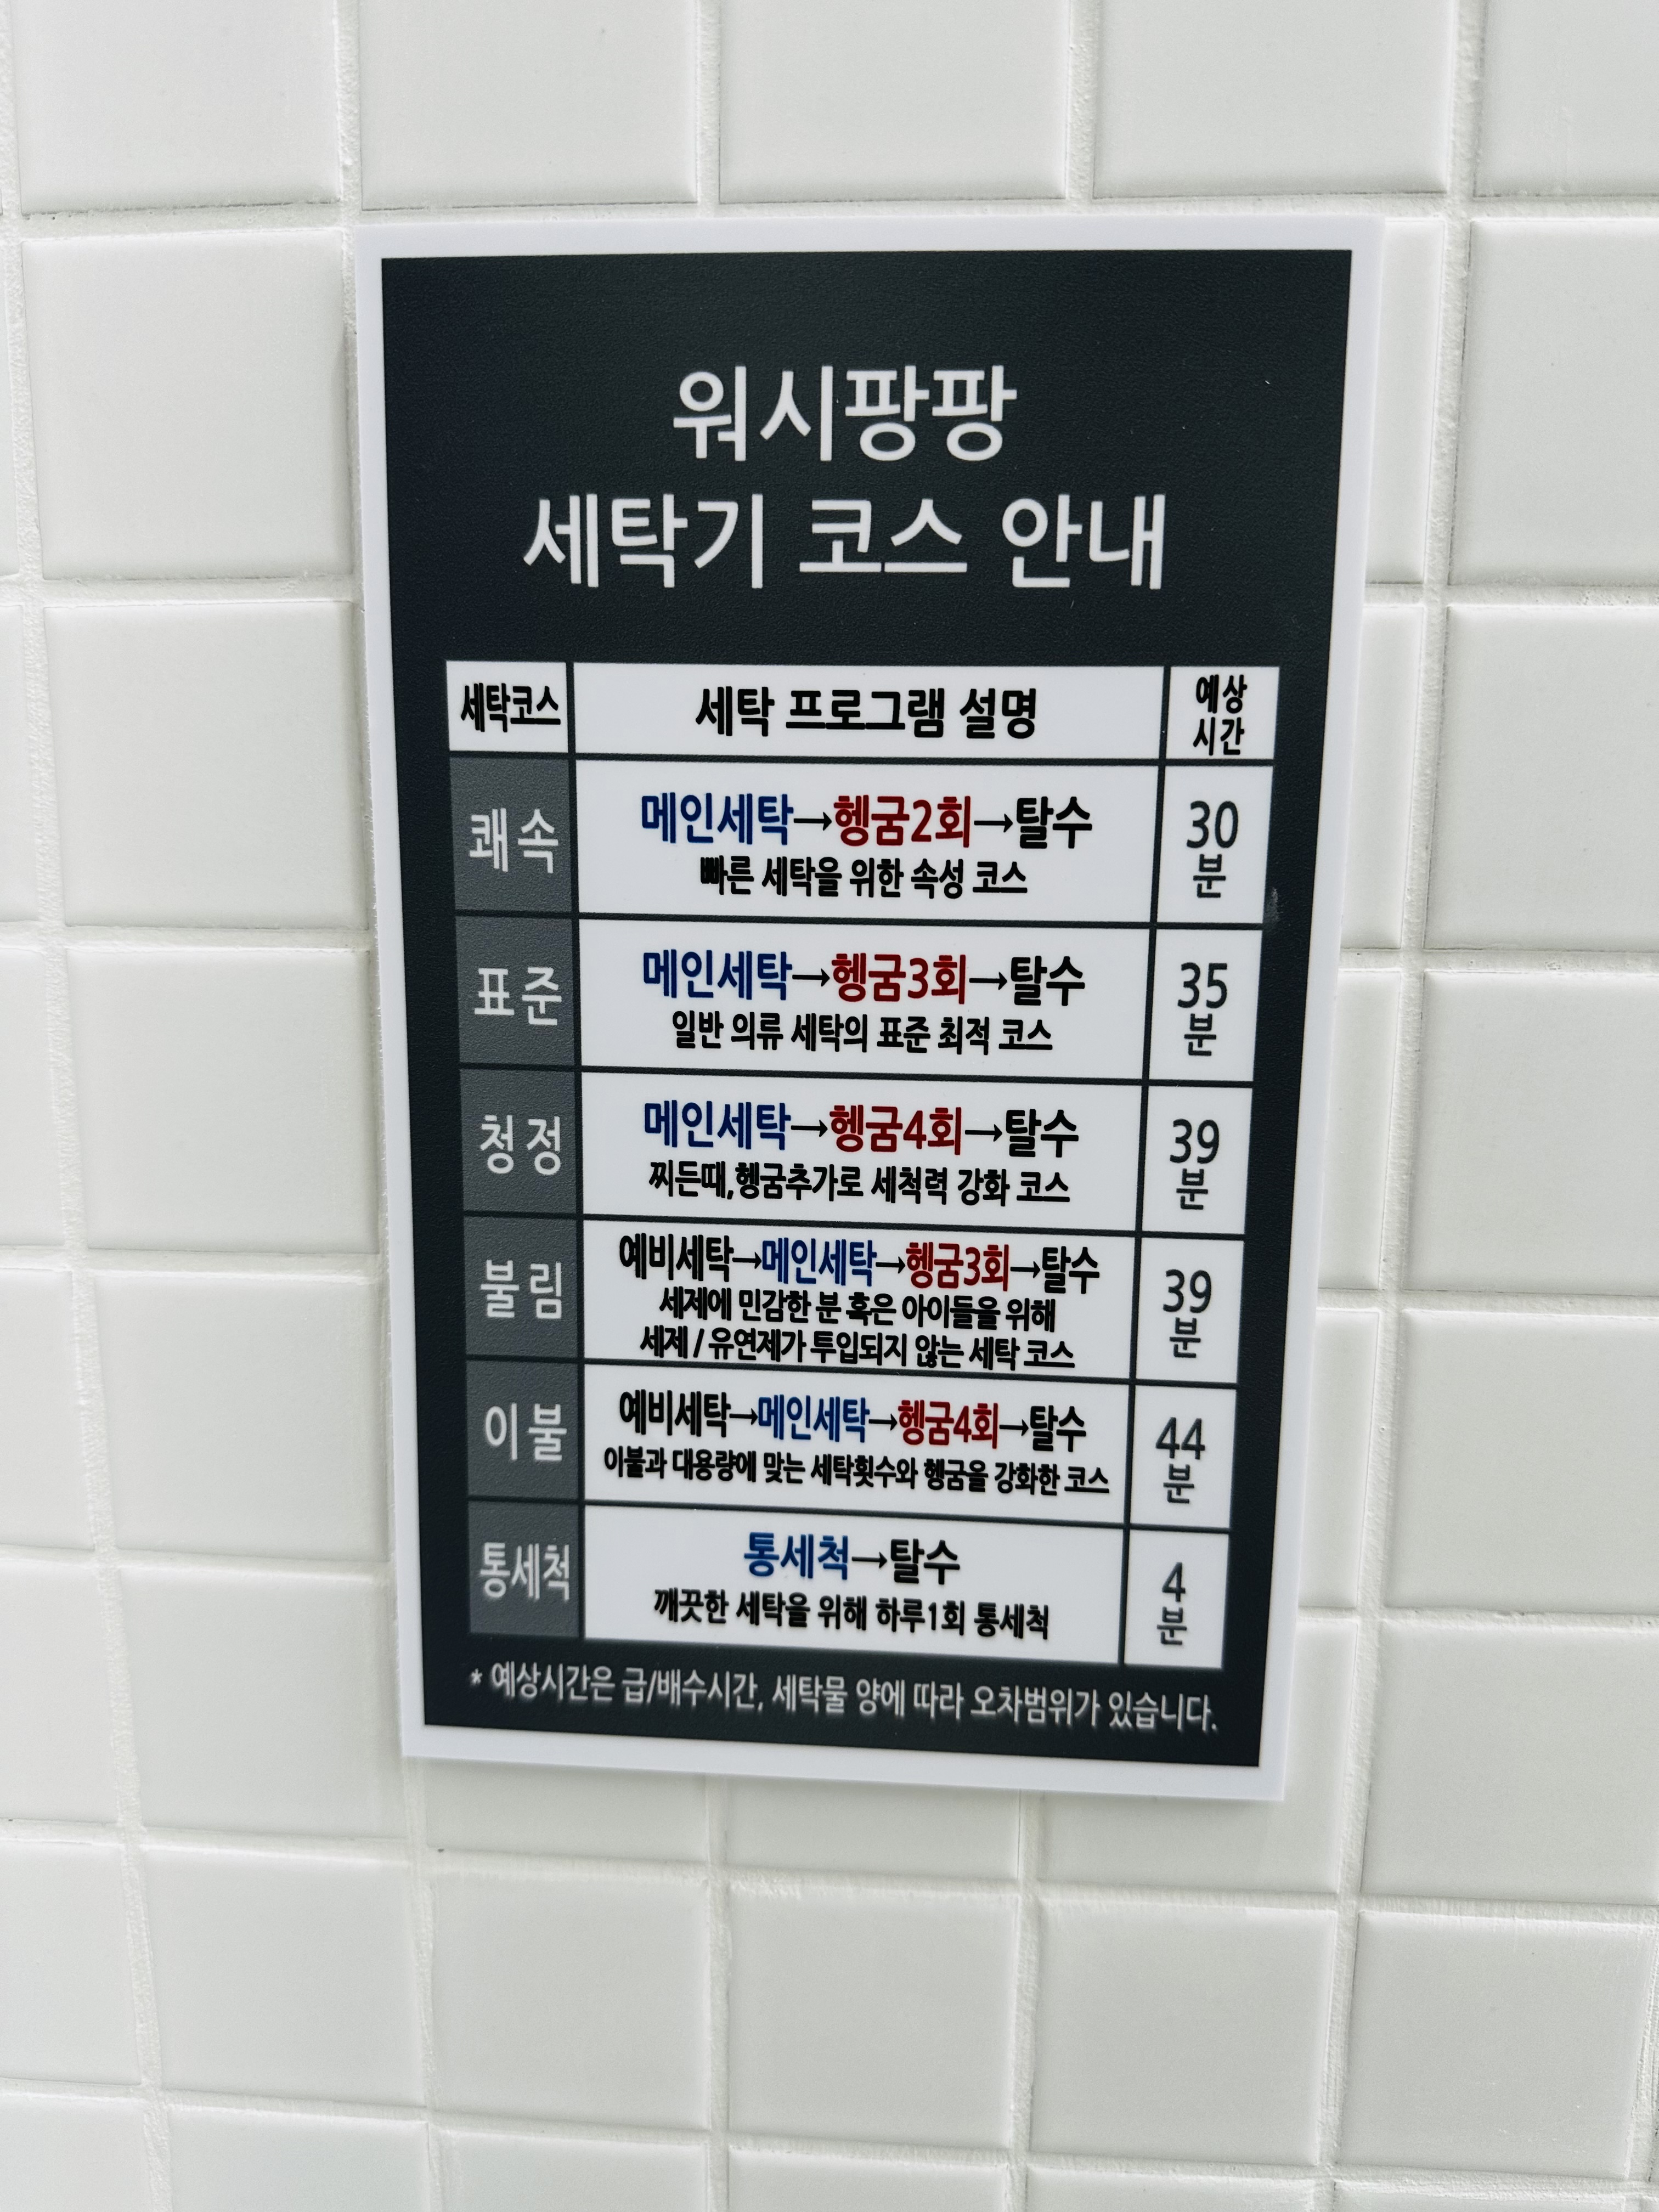 워시팡팡
세탁기 코스 안내
세탁코스
세탁 프로그램 설명
예상
시간
쾌속
메인세탁→헹굼2회→탈수
빠른 세탁을 위한 속성 코스
30
분
표준
메인세탁→헹굼3회→탈수
일반 의류 세탁의 표준 최적 코스
35
분
청정
메인세탁→헹굼4회→탈수
찌든때,헹굼추가로 세척력 강화 코스
39
분
불림
예비세탁→메인세탁→헹굼3회→탈수
세제에 민감한 분 혹은 아이들을 위해
세제 / 유연제가 투입되지 않는 세탁 코스
39
분
이불
예비세탁→메인세탁→헹굼4회→탈수
이불과 대용량에 맞는 세탁횟수와 헹굼을 강화한 코스
44
분
통세척
통세척→탈수
깨끗한 세탁을 위해 하루1회 통세척
4
분
* 예상시간은 급/배수시간, 세탁물 양에 따라 오차범위가 있습니다.